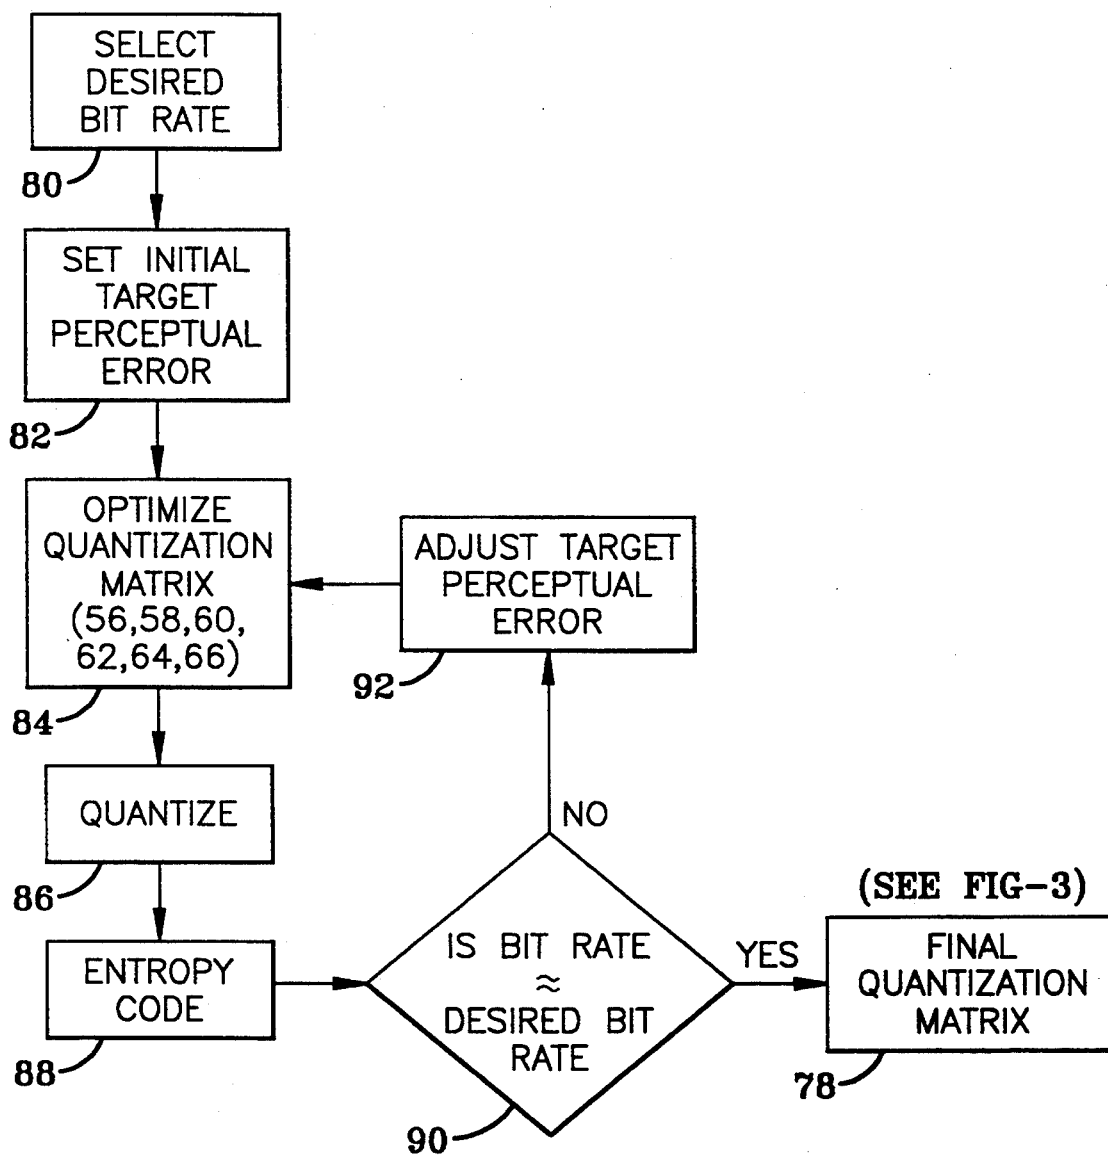 SELECT
DESIRED
BIT RATE
80
SET INITIAL
TARGET
PERCEPTUAL
ERROR
82
OPTIMIZE
QUANTIZATION
MATRIX
(56,58,60,
62,64,66)
84
ADJUST TARGET
PERCEPTUAL
ERROR
92
QUANTIZE
86
NO
ENTROPY
CODE
88
IS BIT RATE
≈
DESIRED BIT
RATE
90
YES
(SEE FIG-3)
FINAL
QUANTIZATION
MATRIX
78